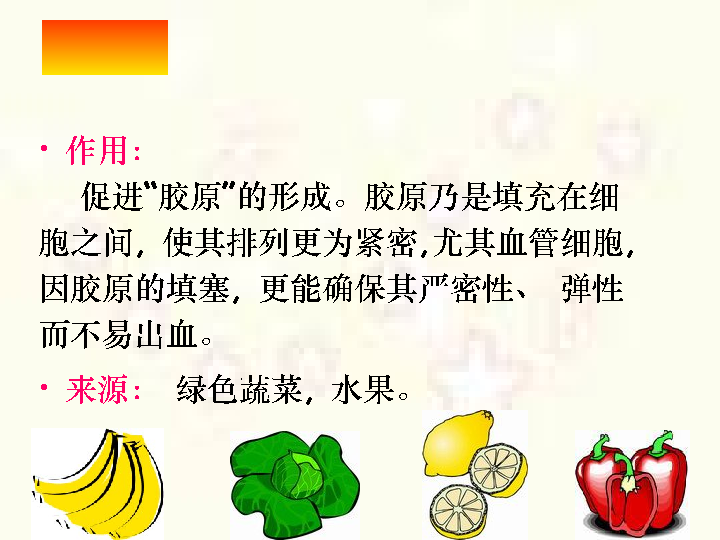 • 作用：
促进“胶原”的形成。胶原乃是填充在细
胞之间，使其排列更为紧密,尤其血管细胞，
因胶原的填塞，更能确保其严密性、 弹性
而不易出血。
• 来源： 绿色蔬菜，水果。